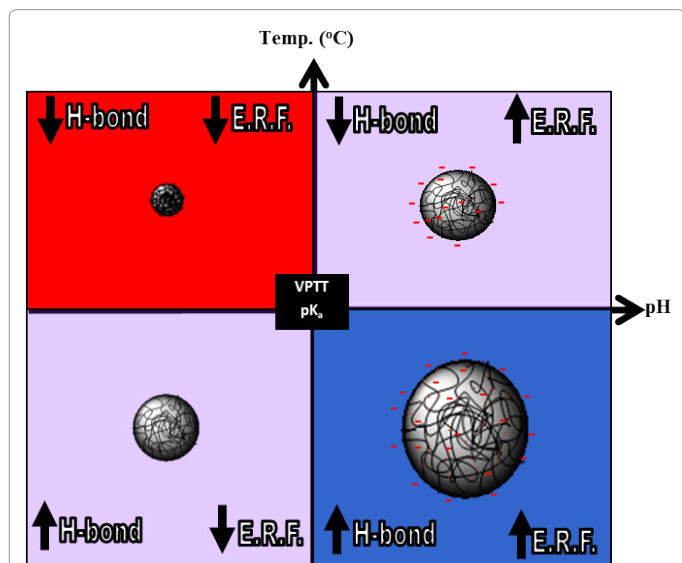 Temp. (°C)
H-bond E.R.F. H-bond E.R.F.
VPTT
pKₐ
pH
H-bond E.R.F. H-bond E.R.F.